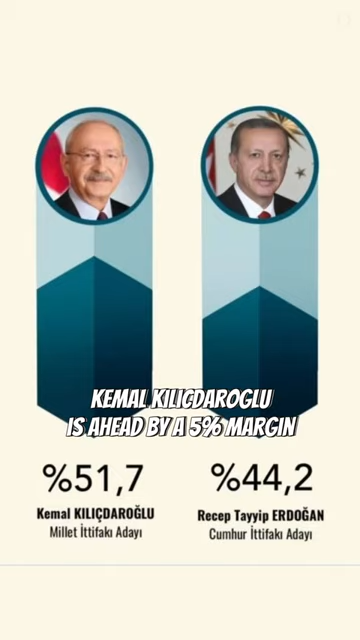 KEMAL KILICDAROGLU
IS AHEAD BY A 5% MARGIN
%51,7
Kemal KILIÇDAROĞLU
Millet İttifakı Adayı
%44,2
Recep Tayyip ERDOĞAN
Cumhur İttifakı Adayı